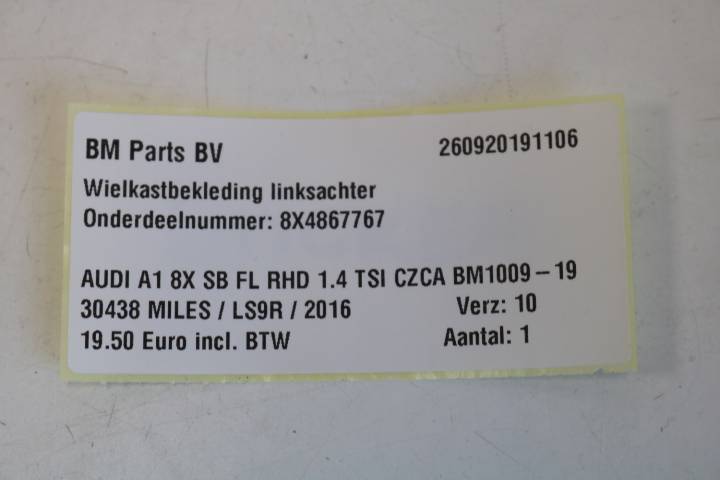 BM Parts BV 260920191106
Wielkastbekleding linksachter
Onderdeelnummer: 8X4867767
AUDI A1 8X SB FL RHD 1.4 TSI CZCA BM1009-19
30438 MILES / LS9R / 2016 Verz: 10
19.50 Euro incl. BTW Aantal: 1